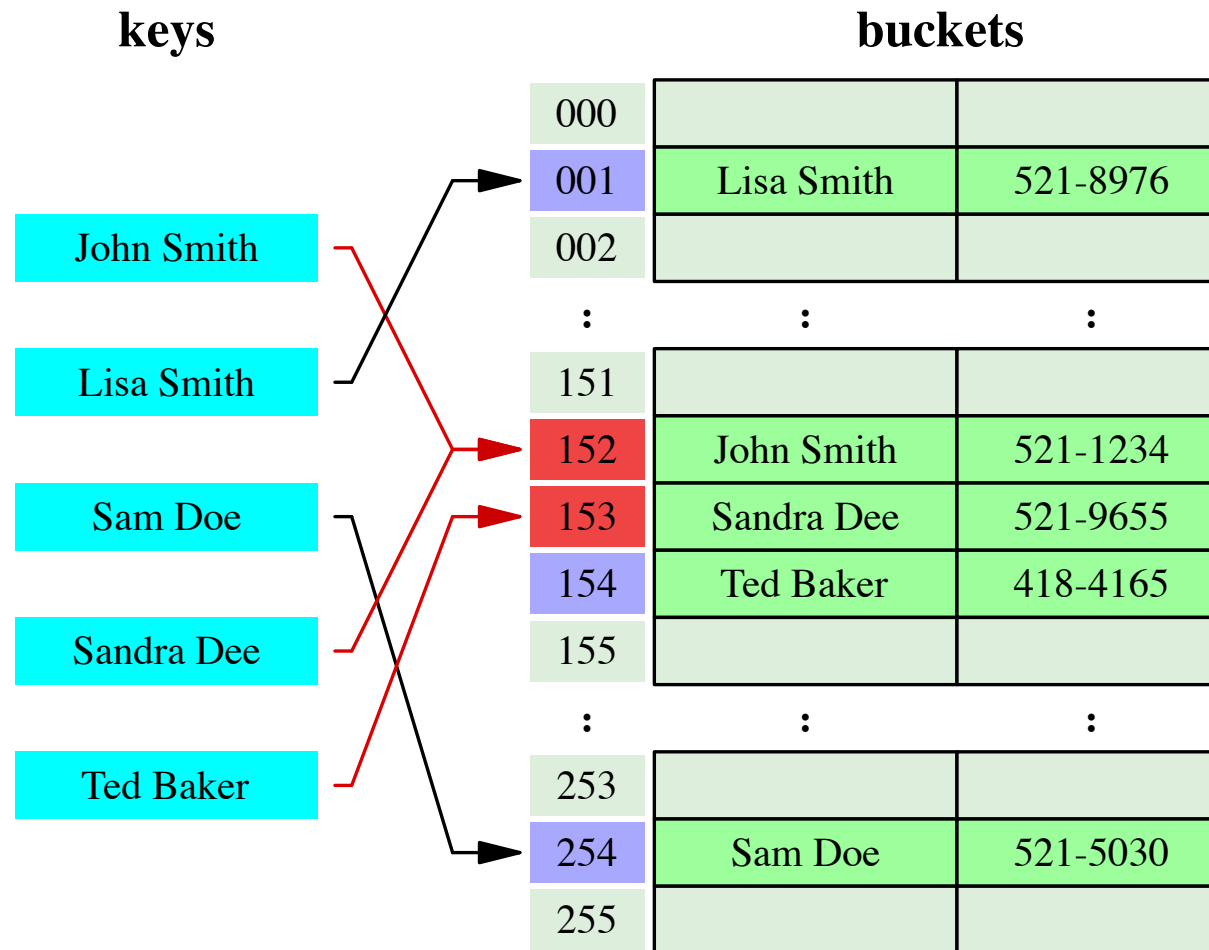 keys
buckets
John Smith
Lisa Smith
Sam Doe
Sandra Dee
Ted Baker
000
001 Lisa Smith 521-8976
002
: : :
151
152 John Smith 521-1234
153 Sandra Dee 521-9655
154 Ted Baker 418-4165
155
: : :
253
254 Sam Doe 521-5030
255